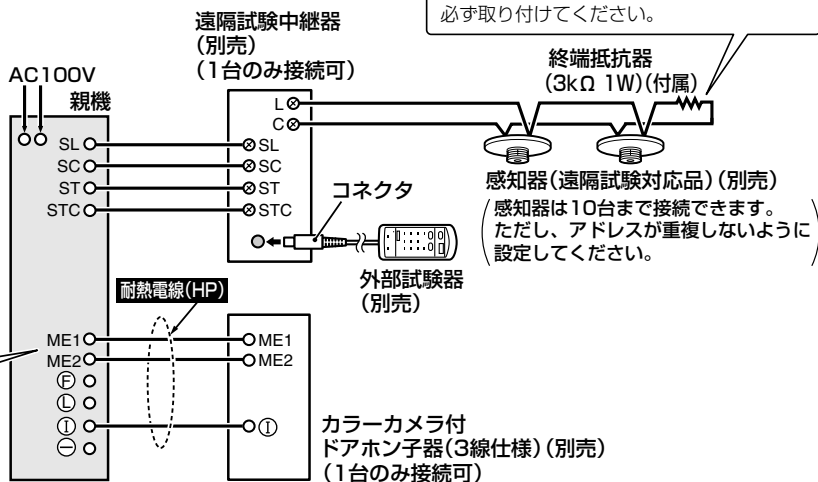 必ず取り付けてください。
遠隔試験中継器
(別売)
(1台のみ接続可)
終端抵抗器
(3kΩ 1W)(付属)
AC100V
親機
L
C
SL
SC
ST
STC
SL
SC
ST
STC
コネクタ
感知器(遠隔試験対応品)(別売)
感知器は10台まで接続できます。
ただし、アドレスが重複しないように
設定してください。
外部試験器
(別売)
耐熱電線(HP)
ME1
ME2
Ⓕ
Ⓛ
Ⓘ
⊖
ME1
ME2
Ⓘ
カラーカメラ付
ドアホン子器(3線仕様)(別売)
(1台のみ接続可)